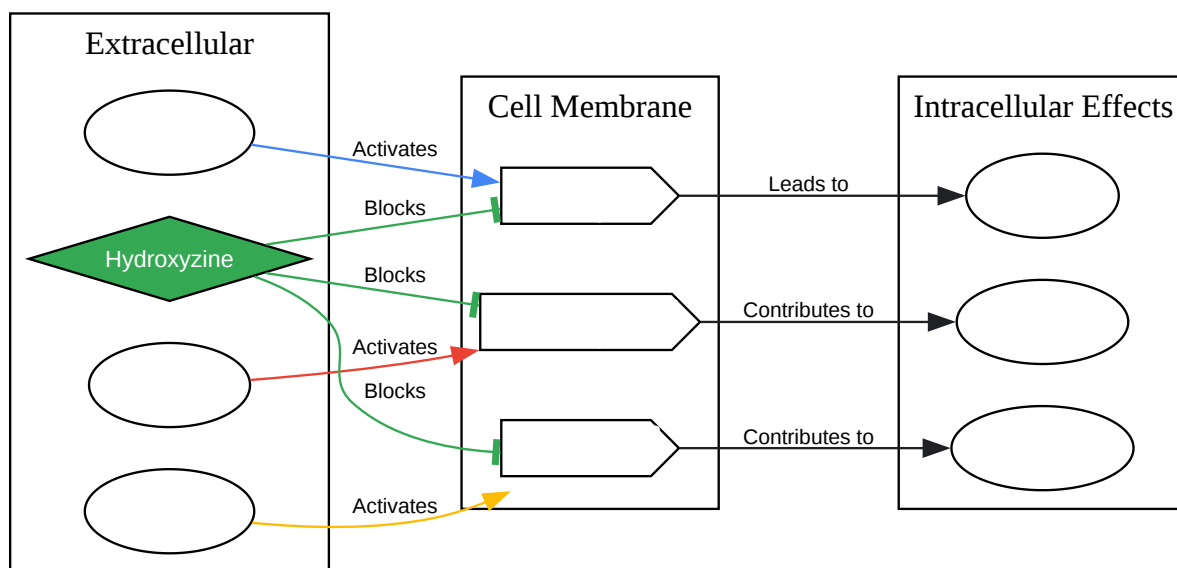 Extracellular
Cell Membrane
Intracellular Effects
Activates
Leads to
Blocks
Hydroxyzine
Blocks
Contributes to
Activates
Blocks
Contributes to
Activates